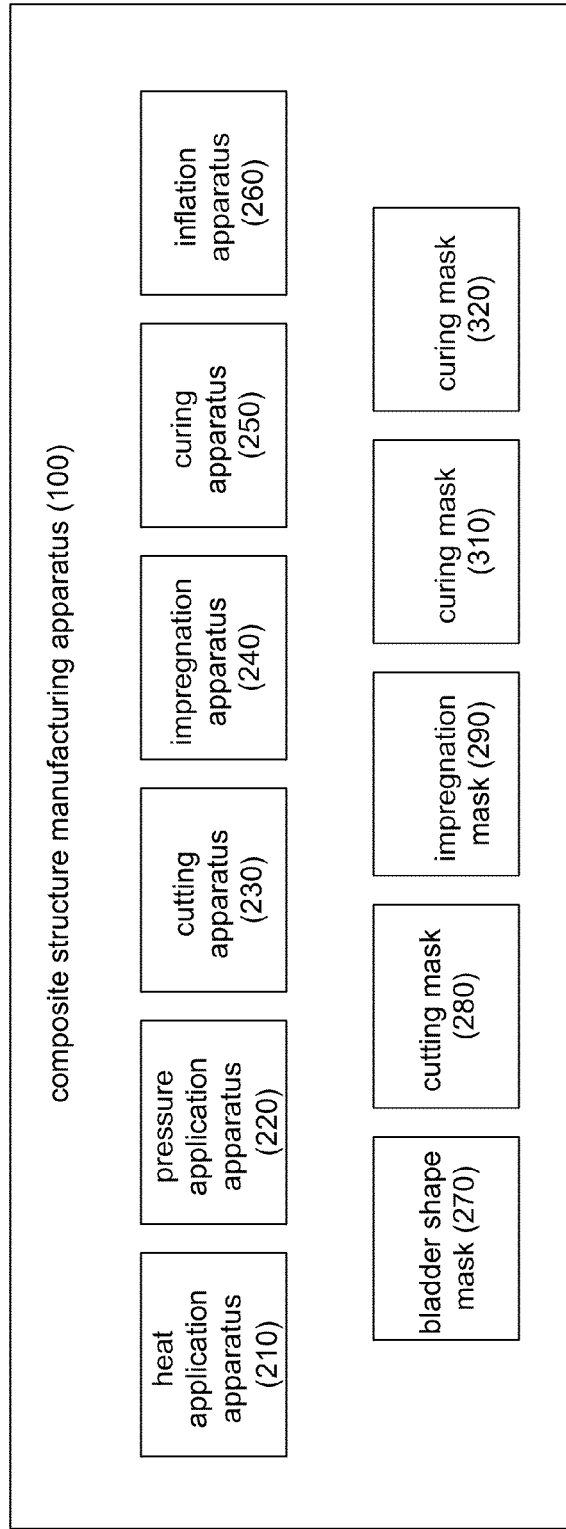 composite structure manufacturing apparatus (100)
heat
application
apparatus
(210)
pressure
application
apparatus
(220)
cutting
apparatus
(230)
impregnation
apparatus
(240)
curing
apparatus
(250)
inflation
apparatus
(260)
bladder shape
mask (270)
cutting mask
(280)
impregnation
mask (290)
curing mask
(310)
curing mask
(320)